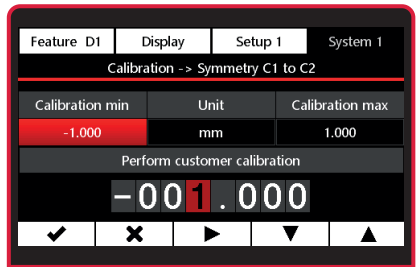 Feature D1 Display Setup 1 System 1
Calibration -> Symmetry C1 to C2
Calibration min Unit Calibration max
-1.000 mm 1.000
Perform customer calibration
-001.000